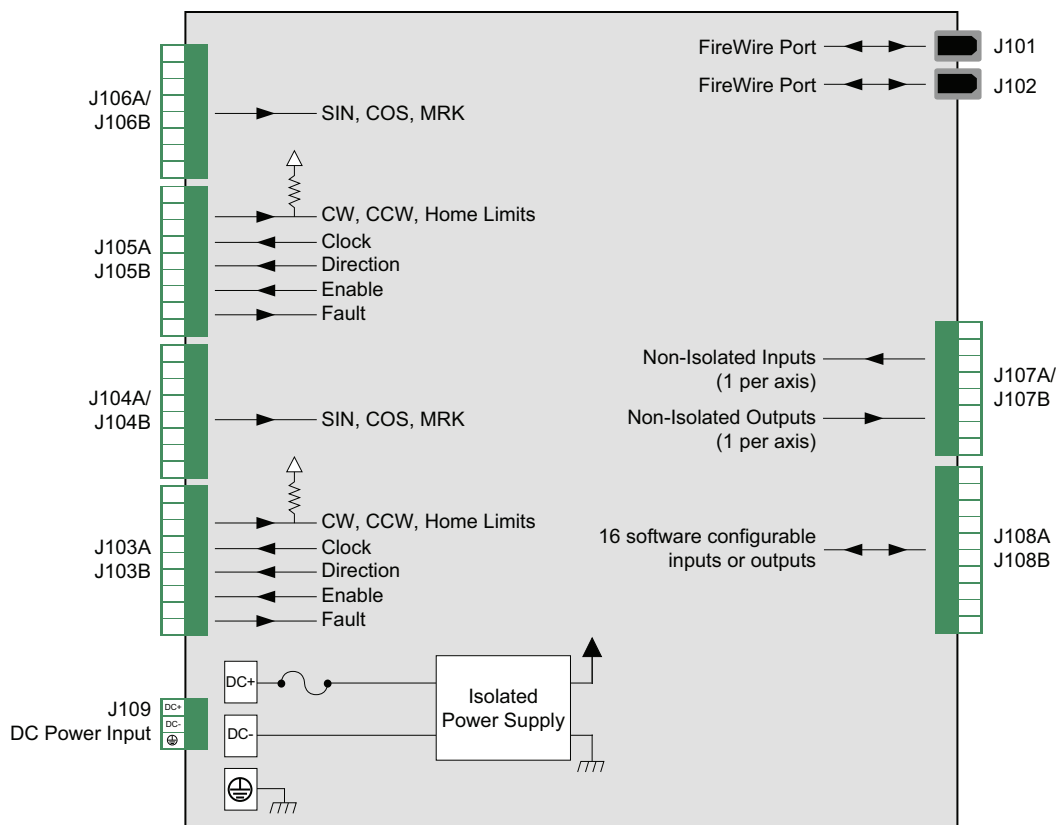 FireWire Port
J101
FireWire Port
J102
J106A/
J106B
SIN, COS, MRK
J105A
J105B
CW, CCW, Home Limits
Clock
Direction
Enable
Fault
J104A/
J104B
SIN, COS, MRK
J103A
J103B
CW, CCW, Home Limits
Clock
Direction
Enable
Fault
Non-Isolated Inputs
(1 per axis)
Non-Isolated Outputs
(1 per axis)
J107A/
J107B
16 software configurable
inputs or outputs
J108A
J108B
J109
DC Power Input
DC+
DC-
DC+
DC-
Isolated
Power Supply